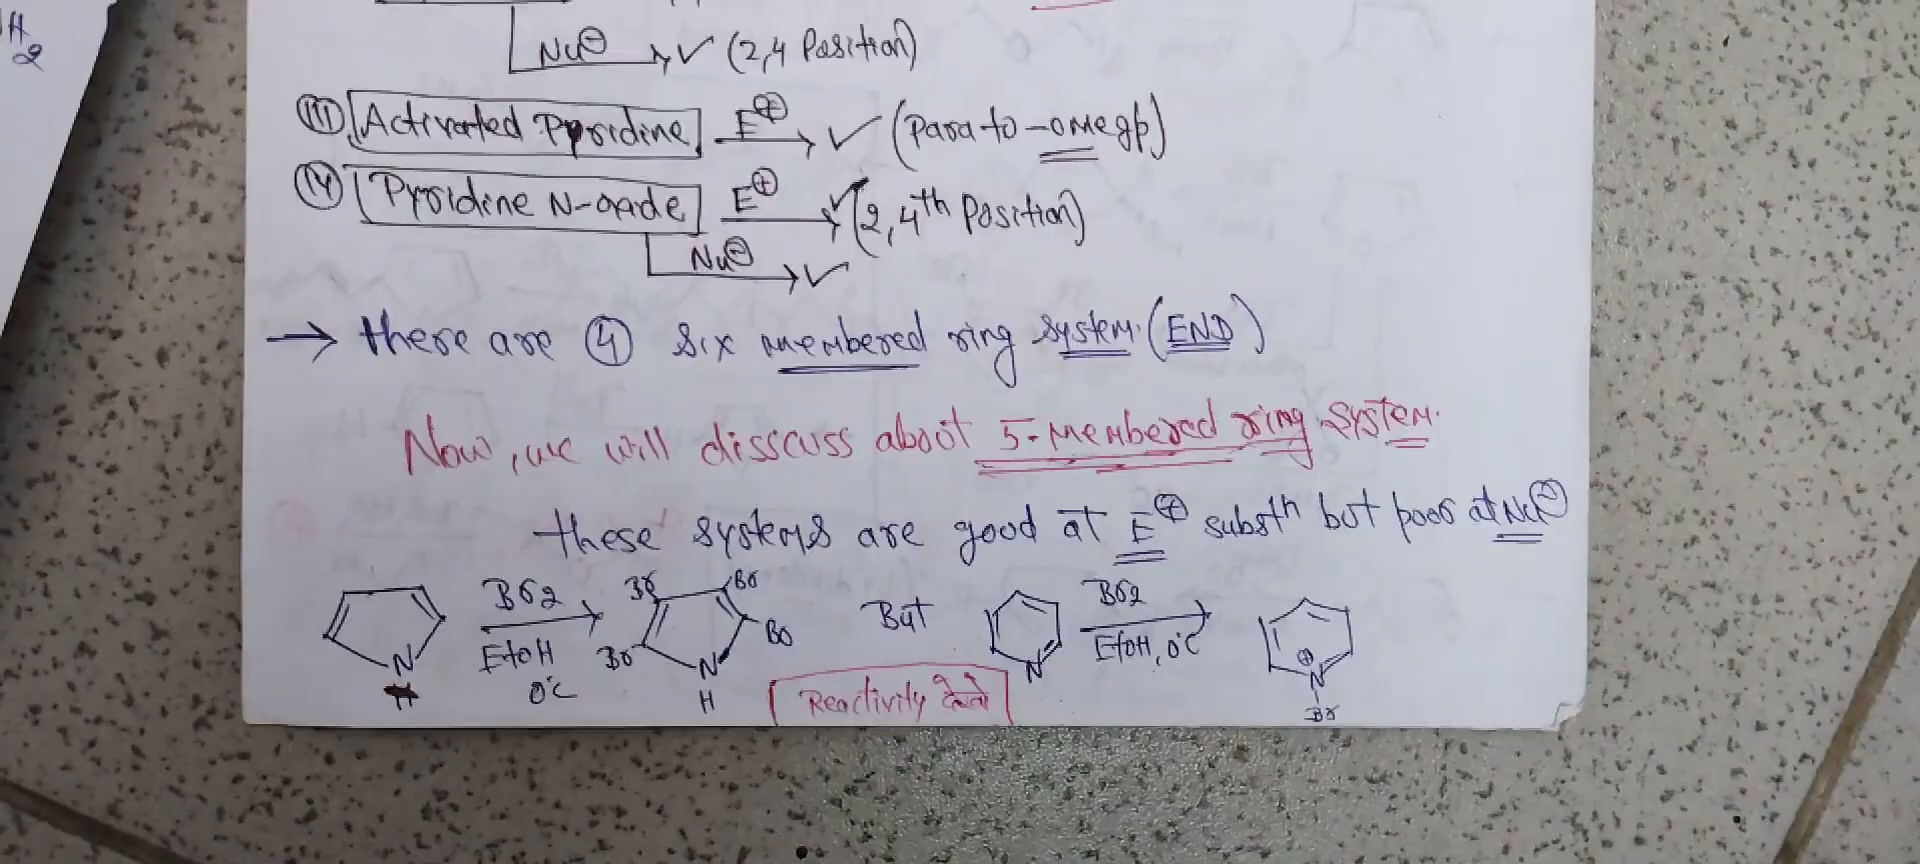 H
2
Nu⊖ → ✓ (2,4 Position)
(III) Activated Pyridine E⊕ → ✓ (Para to -OMe gp)
(IV) Pyridine N-oxide E⊕ → ✓ (2, 4th Position)
Nu⊖ → ✓
→ there are ④ six membered ring system. (END)
Now, we will disscuss about 5-membered ring system.
these systems are good at E⊕ substn but poor at Nu⊖
N H Br2 → EtOH 0°C Br Br Br Br N H But N Br2 → EtOH, 0°C ⊕ N Br
Reactivity देखो